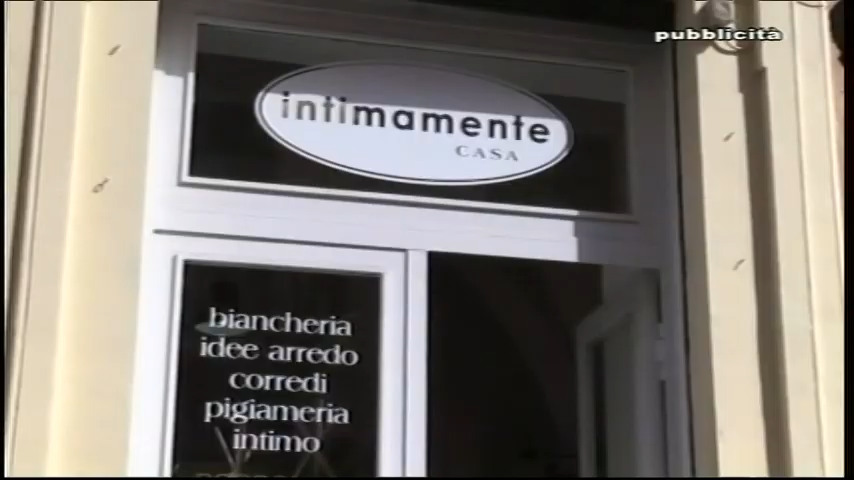 pubblicità
intimamente
CASA
biancheria
idee arredo
corredi
pigiameria
intimo